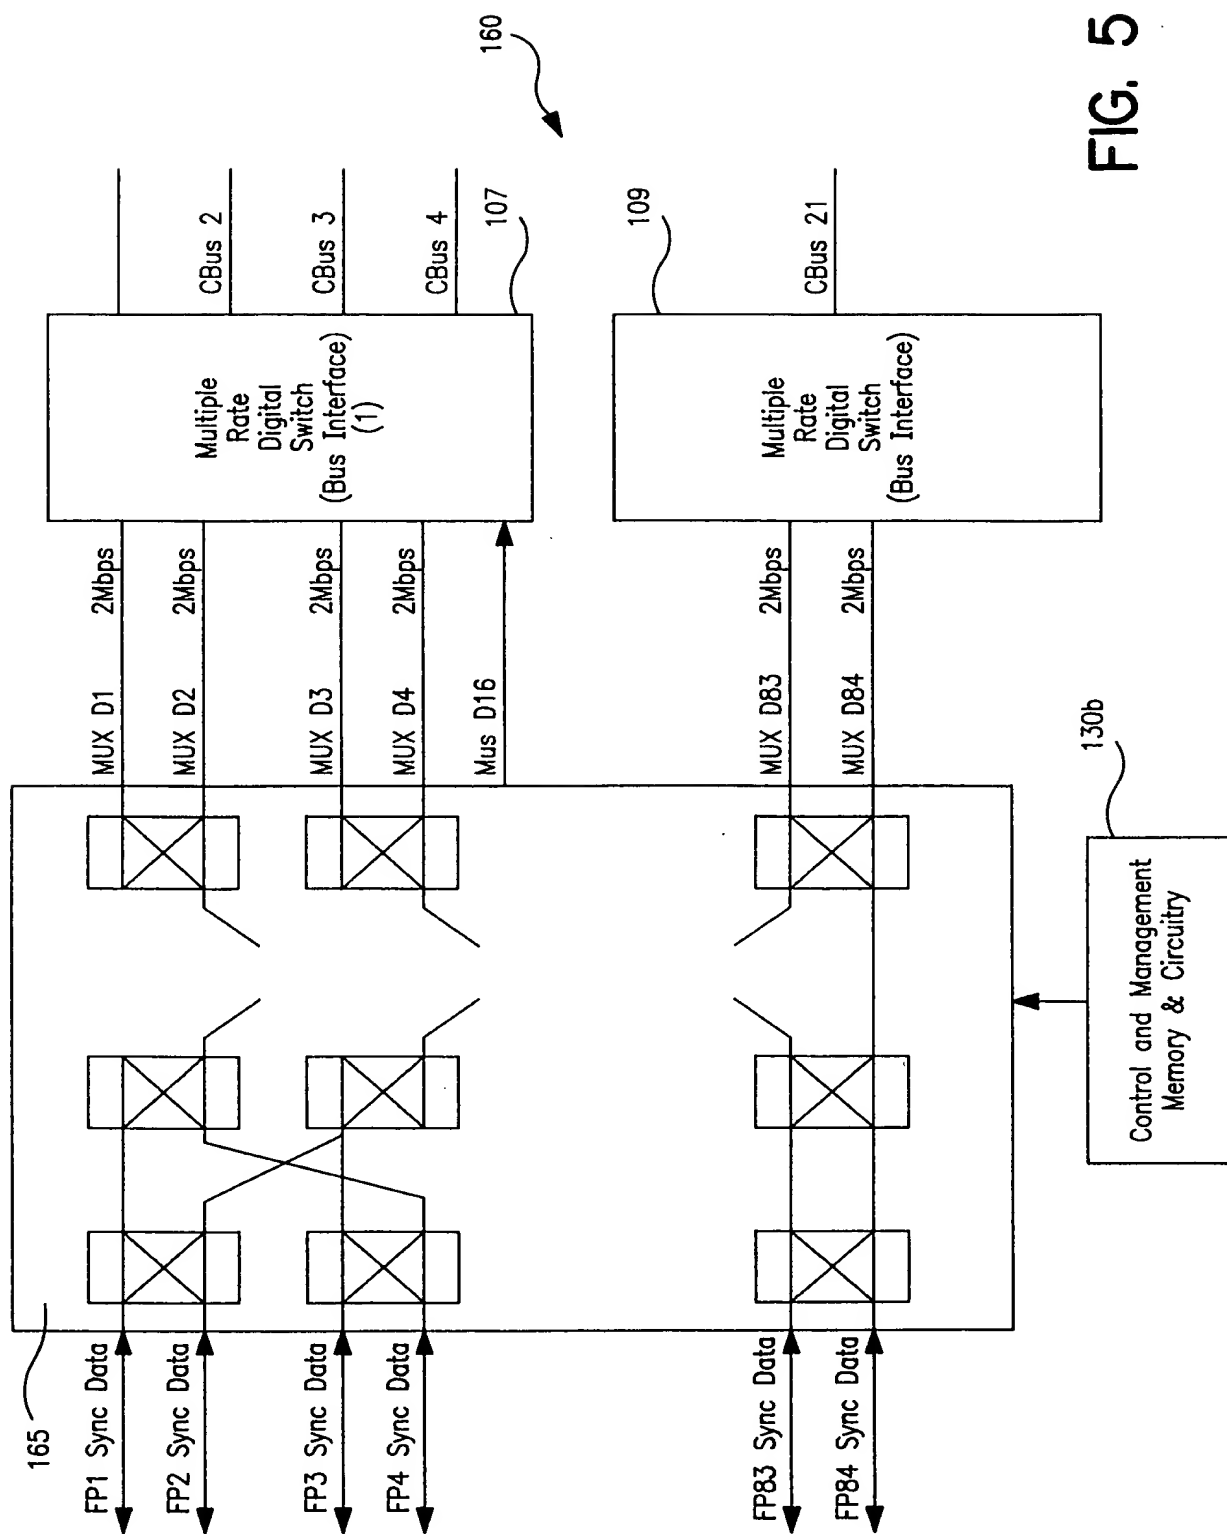 160
CBus 2
CBus 3
CBus 4
107
109
CBus 21
Multiple
Rate
Digital
Switch
(Bus Interface)
(1)
Multiple
Rate
Digital
Switch
(Bus Interface)
MUX D1 2Mbps
MUX D2 2Mbps
MUX D3 2Mbps
MUX D4 2Mbps
Mus D16
MUX D83 2Mbps
MUX D84 2Mbps
130b
Control and Management
Memory & Circuitry
165
FP1 Sync Data
FP2 Sync Data
FP3 Sync Data
FP4 Sync Data
FP83 Sync Data
FP84 Sync Data
FIG. 5